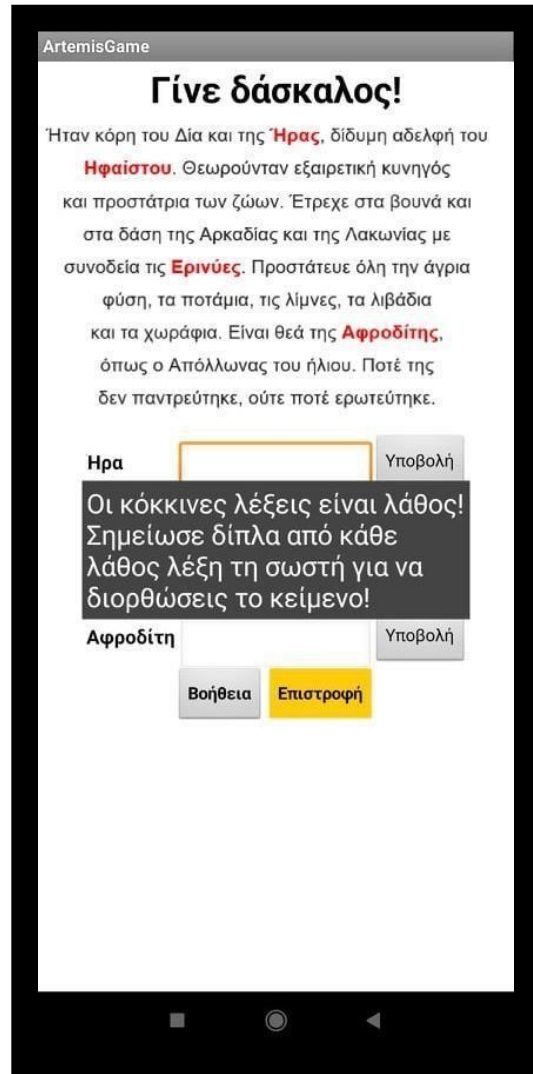 ArtemisGame
Γίνε δάσκαλος!
Ήταν κόρη του Δία και της Ήρας, δίδυμη αδελφή του
Ηφαίστου. Θεωρούνταν εξαιρετική κυνηγός
και προστάτρια των ζώων. Έτρεχε στα βουνά και
στα δάση της Αρκαδίας και της Λακωνίας με
συνοδεία τις Ερινύες. Προστάτευε όλη την άγρια
φύση, τα ποτάμια, τις λίμνες, τα λιβάδια
και τα χωράφια. Είναι θεά της Αφροδίτης,
όπως ο Απόλλωνας του ήλιου. Ποτέ της
δεν παντρεύτηκε, ούτε ποτέ ερωτεύτηκε.
Ηρα Υποβολή
Οι κόκκινες λέξεις είναι λάθος!
Σημείωσε δίπλα από κάθε
λάθος λέξη τη σωστή για να
διορθώσεις το κείμενο!
Αφροδίτη Υποβολή
Βοήθεια Επιστροφή